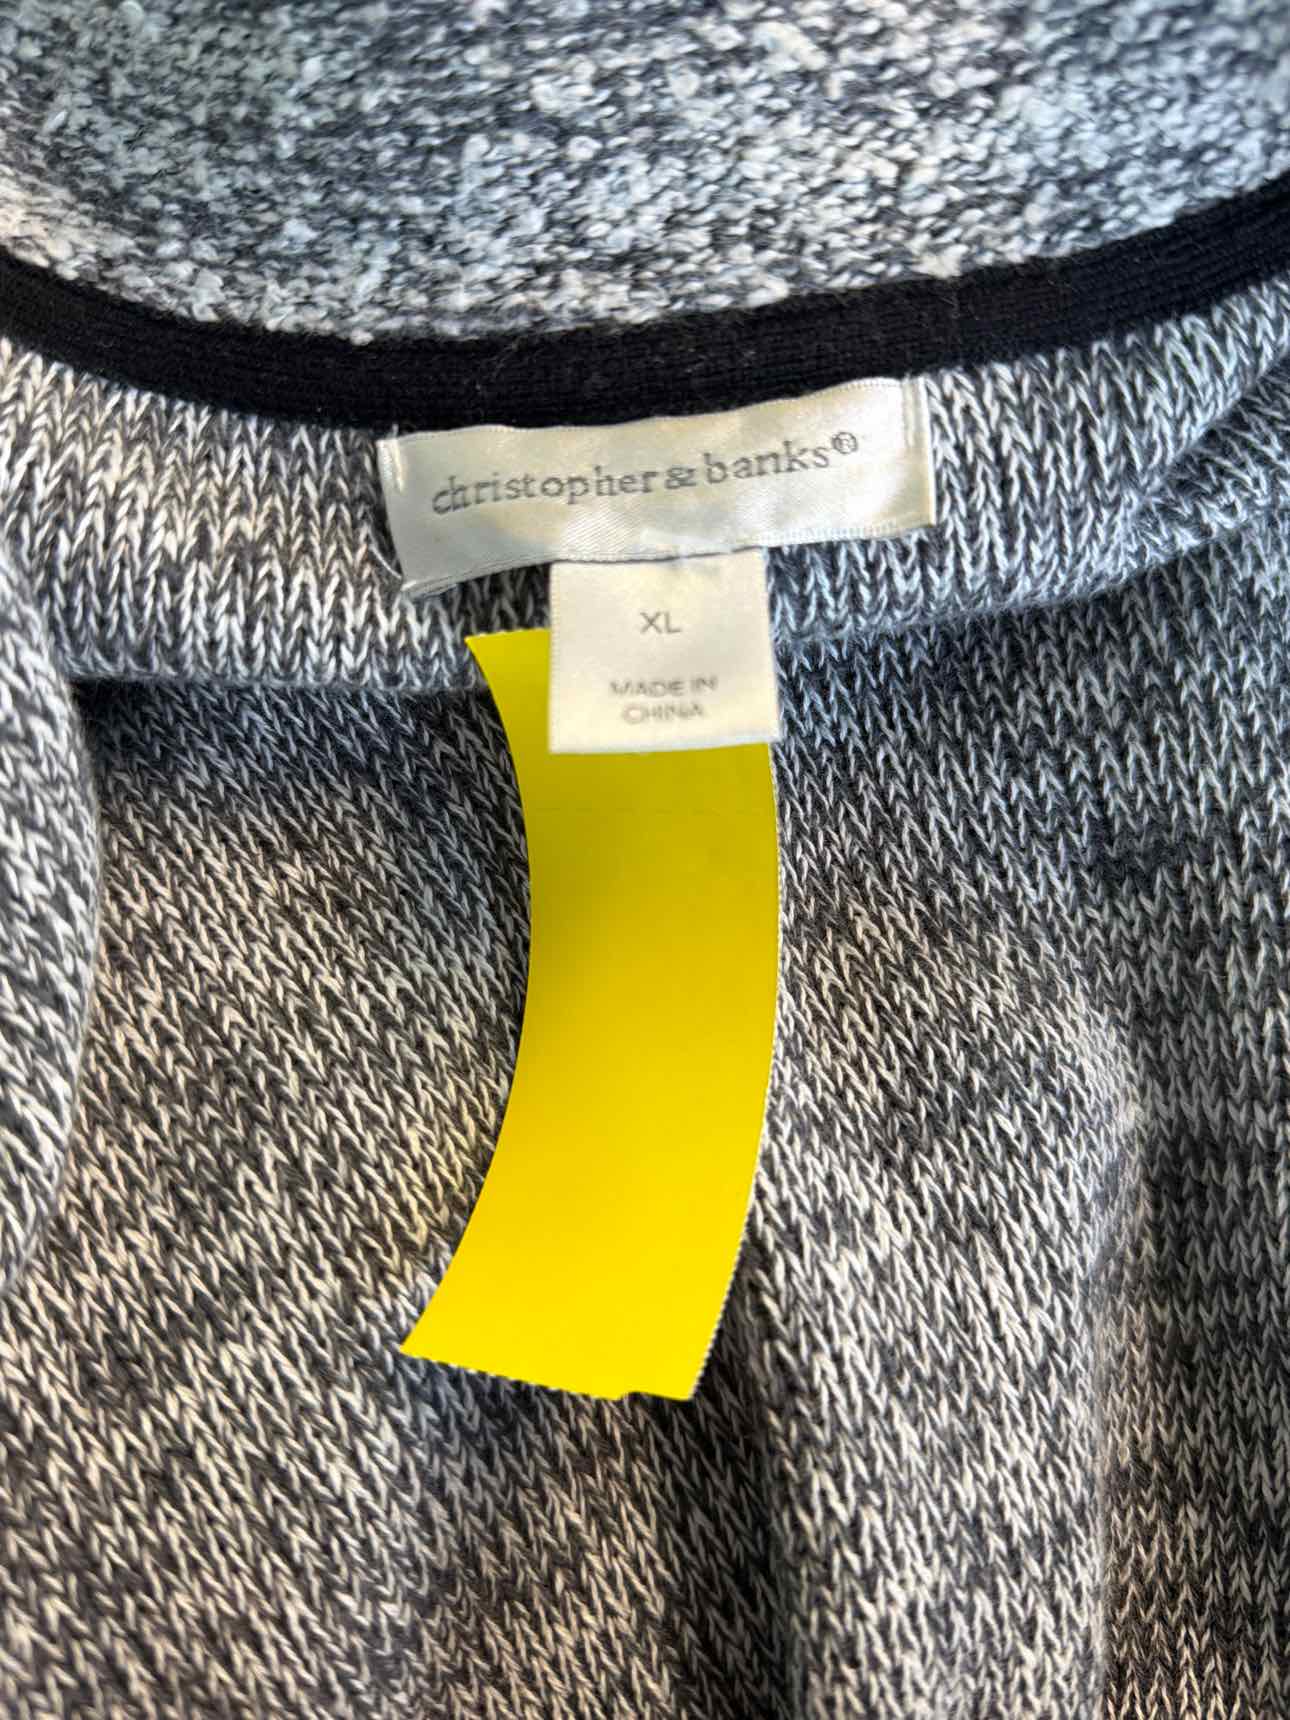 christopher & banks®
XL
MADE IN
CHINA